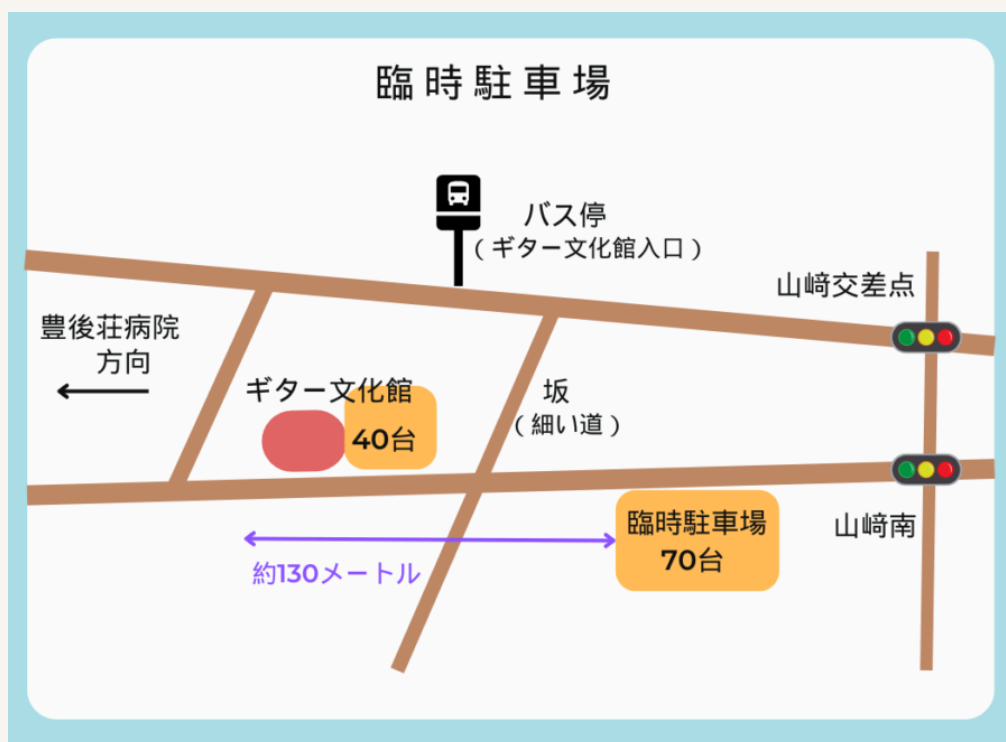 臨時駐車場
バス停
(ギター文化館入口)
山﨑交差点
豊後荘病院
方向
ギター文化館
40台
坂
(細い道)
臨時駐車場
70台
山﨑南
約130メートル